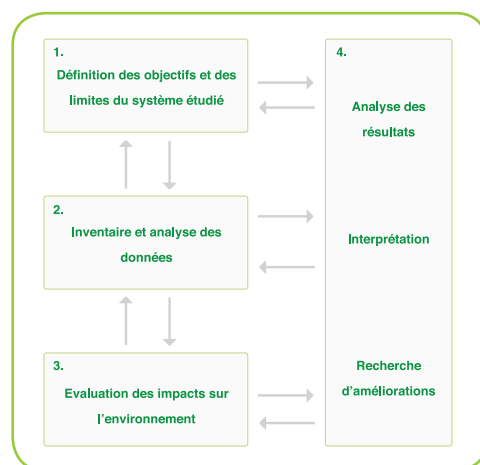 1.
Définition des objectifs et des
limites du système étudié
2.
Inventaire et analyse des
données
3.
Evaluation des impacts sur
l'environnement
4.
Analyse des
résultats
Interprétation
Recherche
d'améliorations